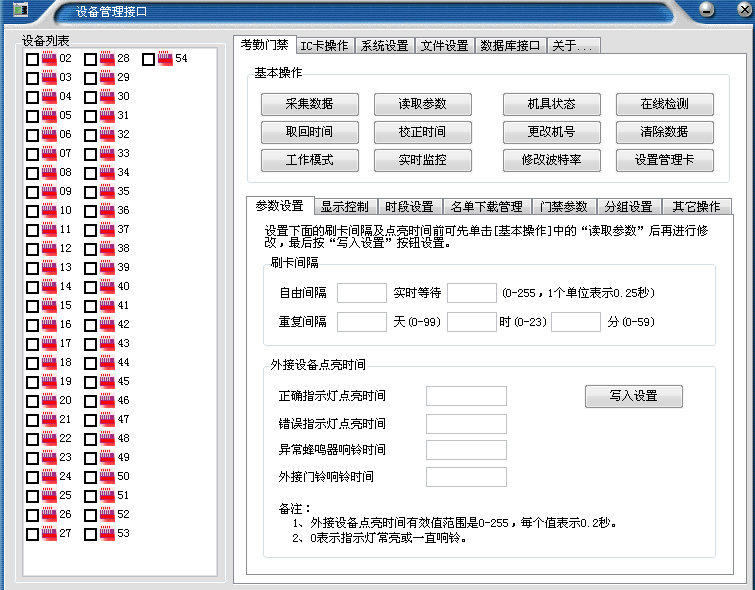 设备管理接口
设备列表
02 28 54
03 29
04 30
05 31
06 32
07 33
08 34
09 35
10 36
11 37
12 38
13 39
14 40
15 41
16 42
17 43
18 44
19 45
20 46
21 47
22 48
23 49
24 50
25 51
26 52
27 53
考勤门禁 IC卡操作 系统设置 文件设置 数据库接口 关于...
基本操作
采集数据 读取参数 机具状态 在线检测
取回时间 校正时间 更改机号 清除数据
工作模式 实时监控 修改波特率 设置管理卡
参数设置 显示控制 时段设置 名单下载管理 门禁参数 分组设置 其它操作
设置下面的刷卡间隔及点亮时间前可先单击[基本操作]中的“读取参数”后再进行修
改，最后按“写入设置”按钮设置。
刷卡间隔
自由间隔 实时等待 (0-255，1个单位表示0.25秒)
重复间隔 天(0-99) 时(0-23) 分(0-59)
外接设备点亮时间
正确指示灯点亮时间 写入设置
错误指示灯点亮时间
异常蜂鸣器响铃时间
外接门铃响铃时间
备注：
1、外接设备点亮时间有效值范围是0-255，每个值表示0.2秒。
2、0表示指示灯常亮或一直响铃。